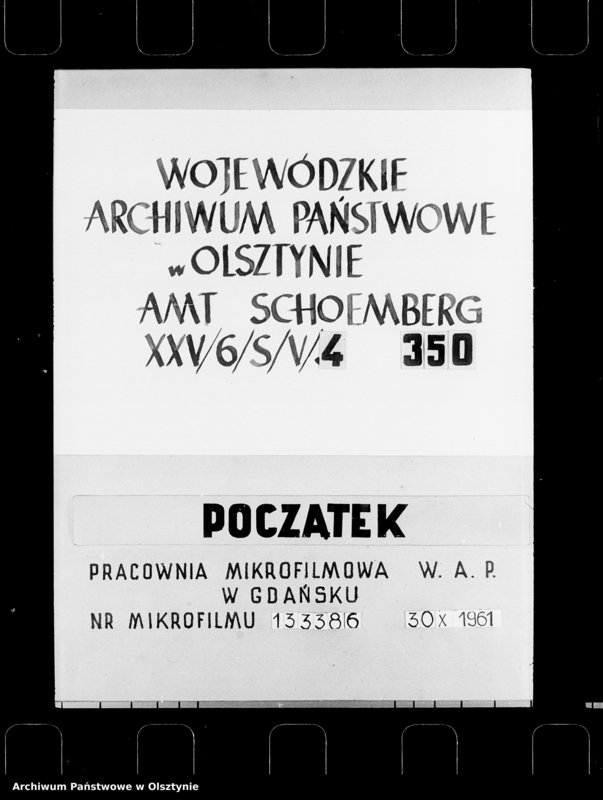 WOJEWÓDZKIE
ARCHIWUM PAŃSTWOWE
w OLSZTYNIE
AMT SCHOEMBERG
XXV/6/S/V/.4 350
POCZĄTEK
PRACOWNIA MIKROFILMOWA W. A. P.
W GDAŃSKU
NR MIKROFILMU 133386 30 X 1961
Archiwum Państwowe w Olsztynie